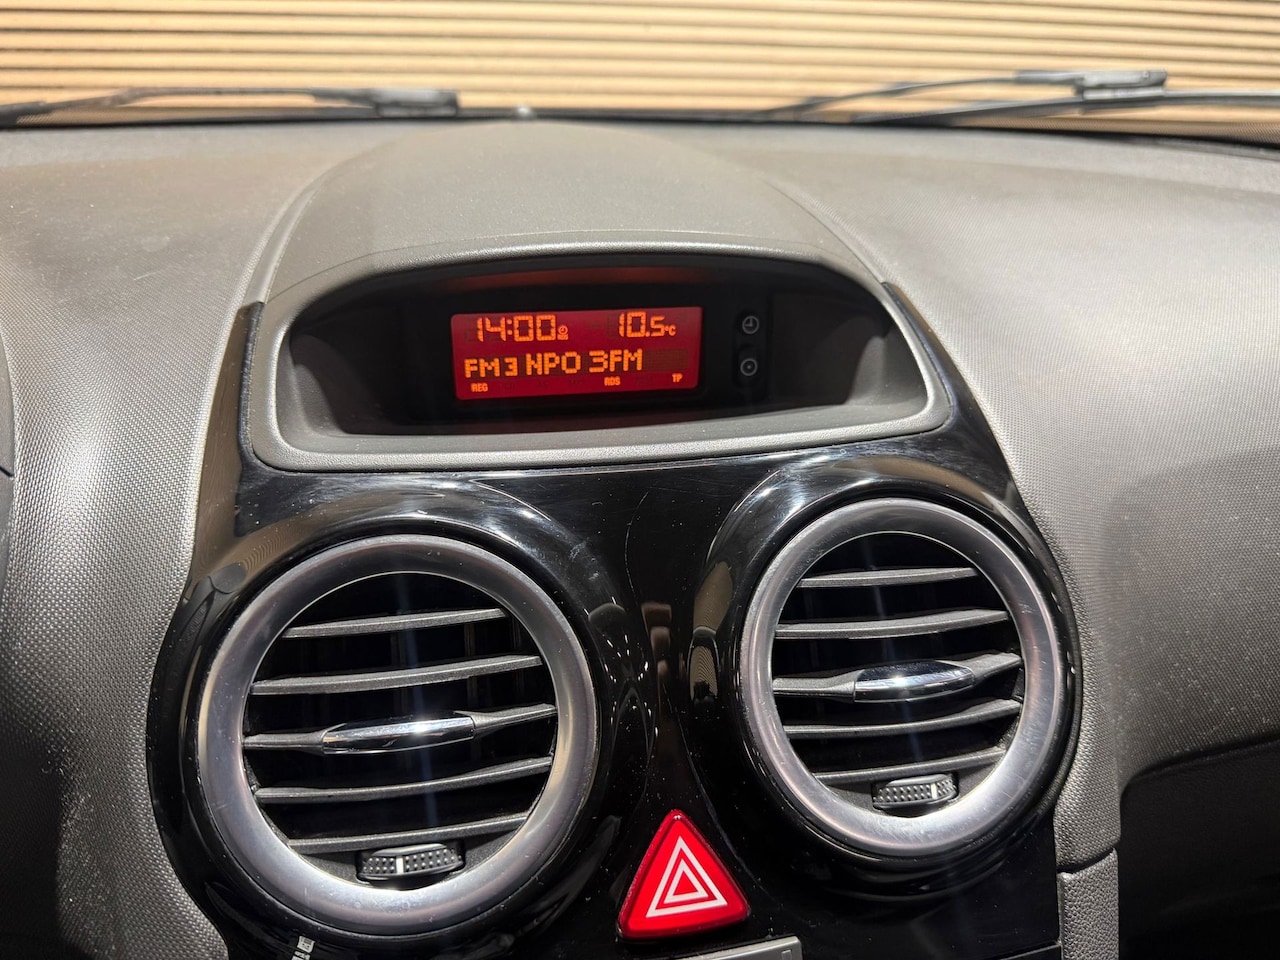 14:00 10.5°C
FM 3 NPO 3FM
REG RDS TP